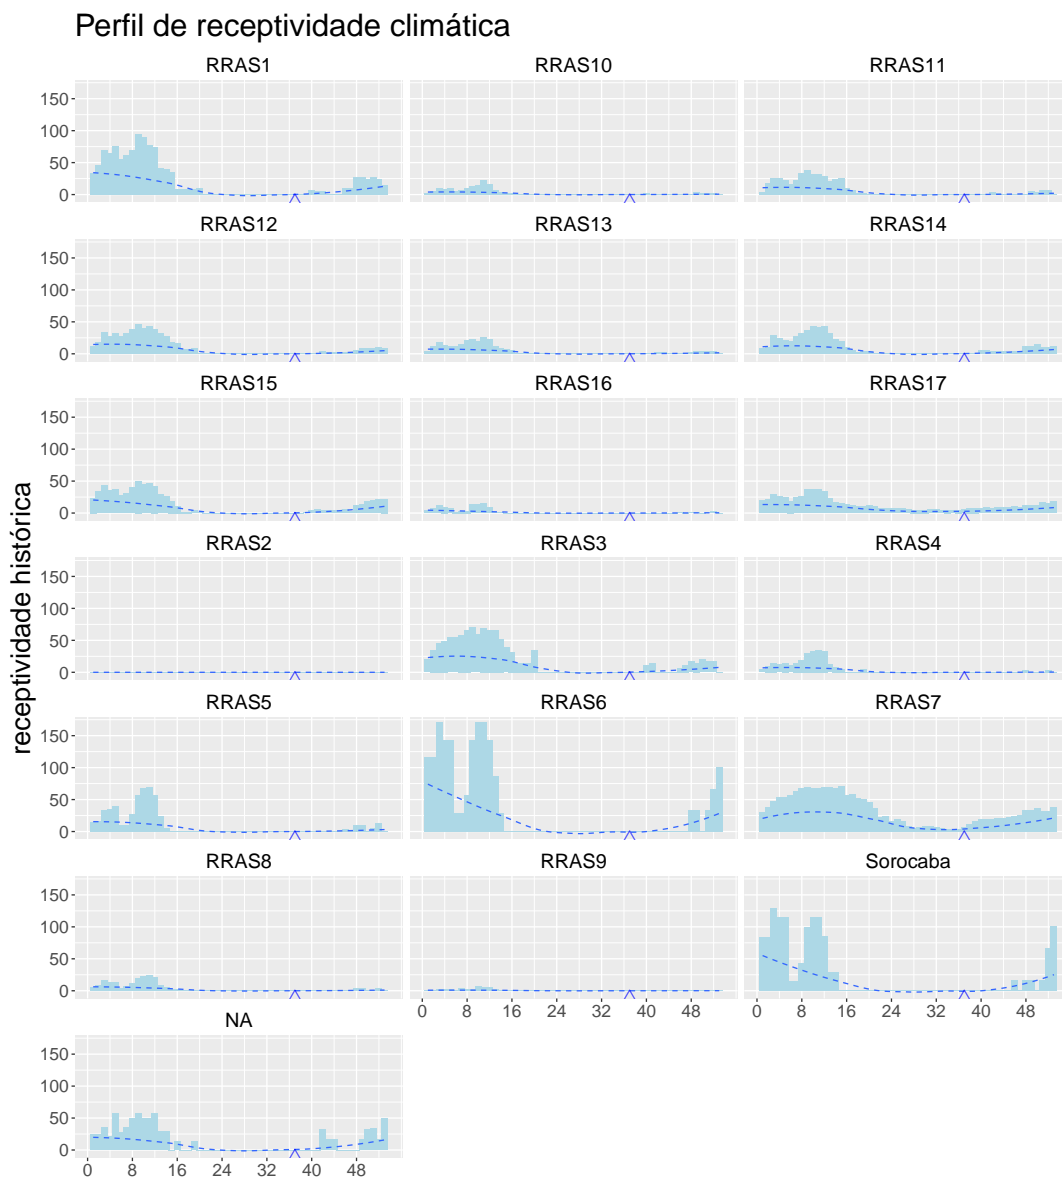 Perfil de receptividade climática
RRAS1 RRAS10 RRAS11
150
100
50
0
RRAS12 RRAS13 RRAS14
150
100
50
0
RRAS15 RRAS16 RRAS17
150
100
50
0
RRAS2 RRAS3 RRAS4
150
100
50
0
receptividade histórica
RRAS5 RRAS6 RRAS7
150
100
50
0
RRAS8 RRAS9 Sorocaba
150
100
50
0
0 8 16 24 32 40 48 0 8 16 24 32 40 48
NA
150
100
50
0
0 8 16 24 32 40 48